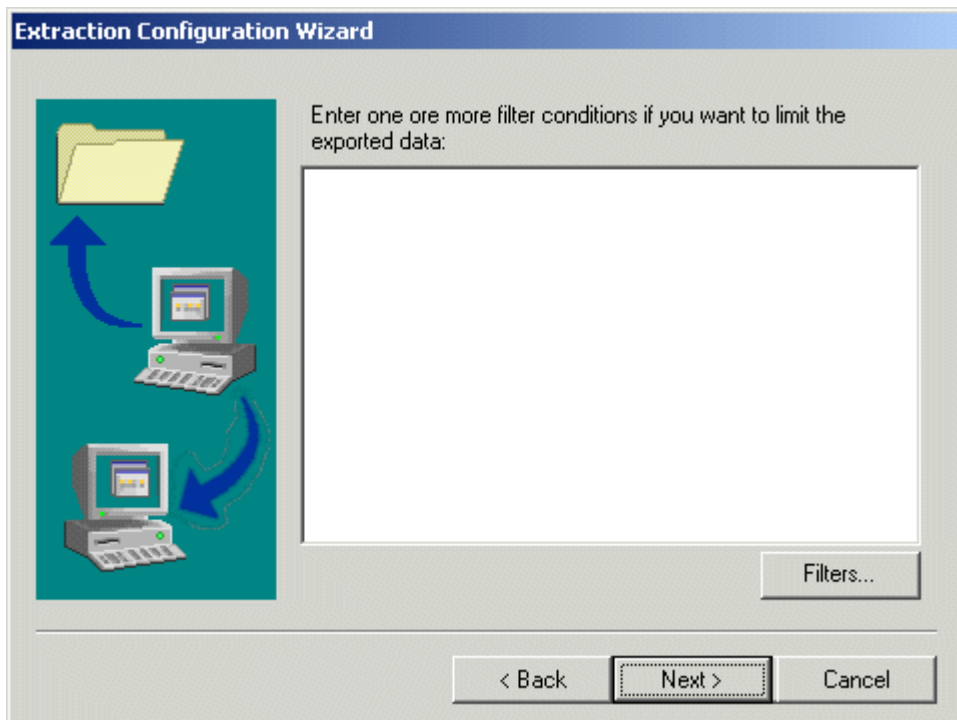 Extraction Configuration Wizard
Enter one ore more filter conditions if you want to limit the
exported data:
Filters...
< Back
Next >
Cancel